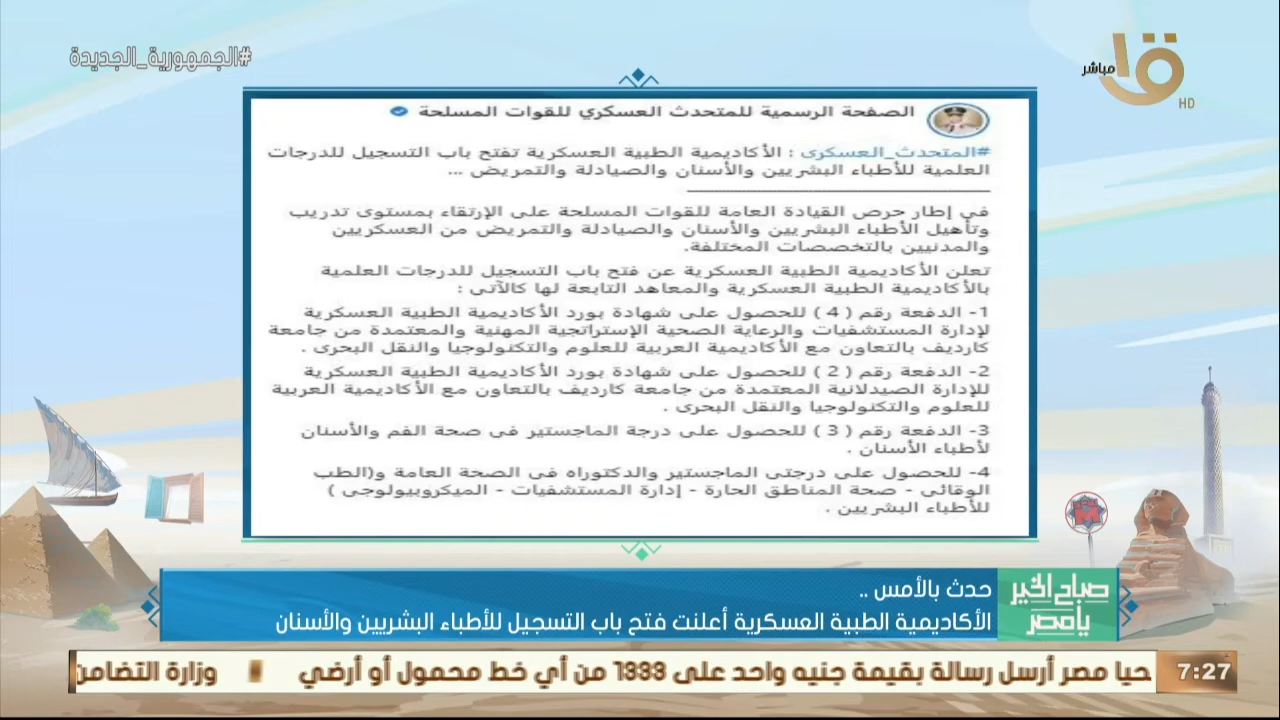 #الجمهورية_الجديدة
مباشر
HD
الصفحة الرسمية للمتحدث العسكري للقوات المسلحة
#المتحدث_العسكرى : الأكاديمية الطبية العسكرية تفتح باب التسجيل للدرجات
العلمية للأطباء البشريين والأسنان والصيادلة والتمريض ...
فى إطار حرص القيادة العامة للقوات المسلحة على الإرتقاء بمستوى تدريب
وتأهيل الأطباء البشريين والأسنان والصيادلة والتمريض من العسكريين
والمدنيين بالتخصصات المختلفة.
تعلن الأكاديمية الطبية العسكرية عن فتح باب التسجيل للدرجات العلمية
بالأكاديمية الطبية العسكرية والمعاهد التابعة لها كالآتى :
1- الدفعة رقم ( 4 ) للحصول على شهادة بورد الأكاديمية الطبية العسكرية
لإدارة المستشفيات والرعاية الصحية الإستراتجية المهنية والمعتمدة من جامعة
كارديف بالتعاون مع الأكاديمية العربية للعلوم والتكنولوجيا والنقل البحرى .
2- الدفعة رقم ( 2 ) للحصول على شهادة بورد الأكاديمية الطبية العسكرية
للإدارة الصيدلانية المعتمدة من جامعة كارديف بالتعاون مع الأكاديمية العربية
للعلوم والتكنولوجيا والنقل البحرى .
3- الدفعة رقم ( 3 ) للحصول على درجة الماجستير فى صحة الفم والأسنان
لأطباء الأسنان .
4- للحصول على درجتى الماجستير والدكتوراه فى الصحة العامة و(الطب
الوقائى - صحة المناطق الحارة - إدارة المستشفيات - الميكروبيولوجى )
للأطباء البشريين .
صباح الخير
يا مصر
حدث بالأمس ..
الأكاديمية الطبية العسكرية أعلنت فتح باب التسجيل للأطباء البشريين والأسنان
7:27
حيا مصر أرسل رسالة بقيمة جنيه واحد على 1333 من أي خط محمول أو أرضي وزارة التضامن